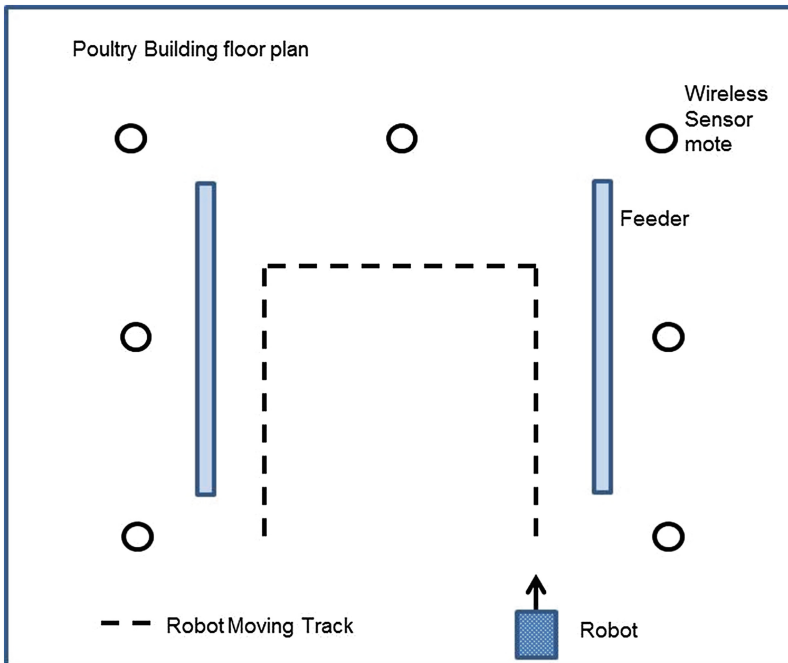 Poultry Building floor plan
Wireless
Sensor
mote
Feeder
Robot Moving Track
Robot